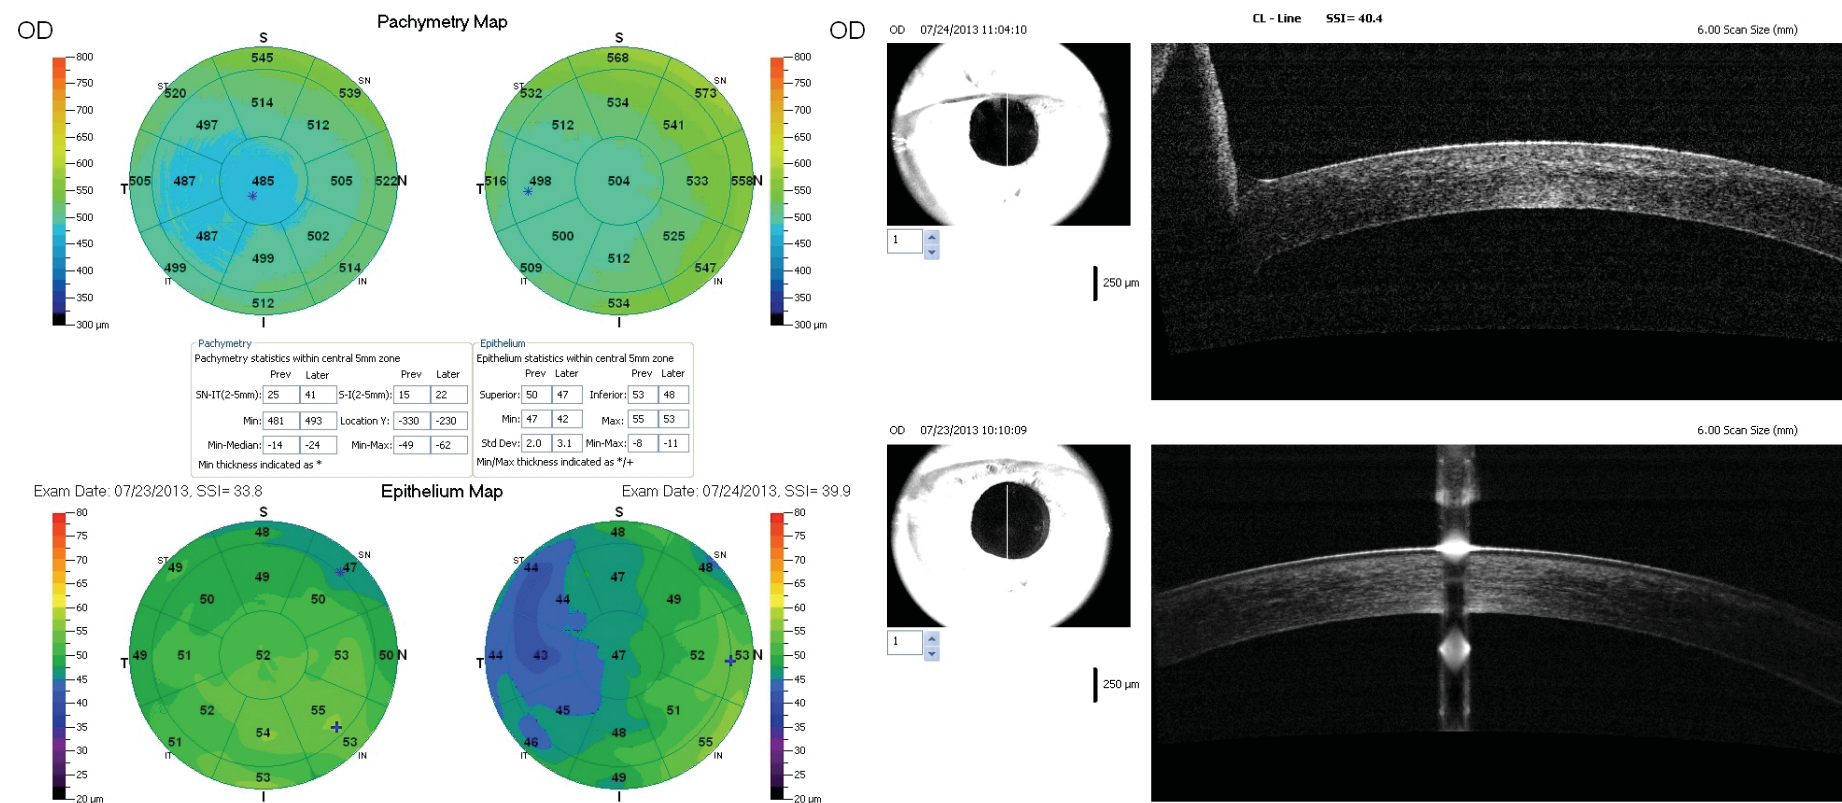 OD
Pachymetry Map
OD
800
750
700
650
600
550
500
450
400
350
300 µm
S
545
ST 520
539 SN
514
497
512
T 505
487
485
505
522 N
487
502
499
499
514
IT
IN
512
I
S
568
ST 532
573 SN
534
512
541
T 516
498
504
533
558 N
500
525
509
512
547
IT
IN
534
I
800
750
700
650
600
550
500
450
400
350
300 µm
Pachymetry
Pachymetry statistics within central 5mm zone
Prev Later Prev Later
SN-IT(2-5mm): 25 41 S-I(2-5mm): 15 22
Min: 481 493 Location Y: -330 -230
Min-Median: -14 -24 Min-Max: -49 -62
Min thickness indicated as *
Epithelium
Epithelium statistics within central 5mm zone
Prev Later Prev Later
Superior: 50 47 Inferior: 53 48
Min: 47 42 Max: 55 53
Std Dev: 2.0 3.1 Min-Max: -8 -11
Min/Max thickness indicated as */+
Exam Date: 07/23/2013, SSI= 33.8
Epithelium Map
Exam Date: 07/24/2013, SSI= 39.9
80
75
70
65
60
55
50
45
40
35
30
25
20 µm
S
48
ST 49
47 SN
49
50
50
T 49
51
52
53
50 N
52
55
51
54
53
IT
IN
53
I
S
48
ST 44
48 SN
47
44
49
T 44
43
47
52
53 N
45
51
46
48
55
IT
IN
49
I
80
75
70
65
60
55
50
45
40
35
30
25
20 µm
CL - Line SSI= 40.4
OD 07/24/2013 11:04:10
6.00 Scan Size (mm)
1
250 µm
OD 07/23/2013 10:10:09
6.00 Scan Size (mm)
1
250 µm